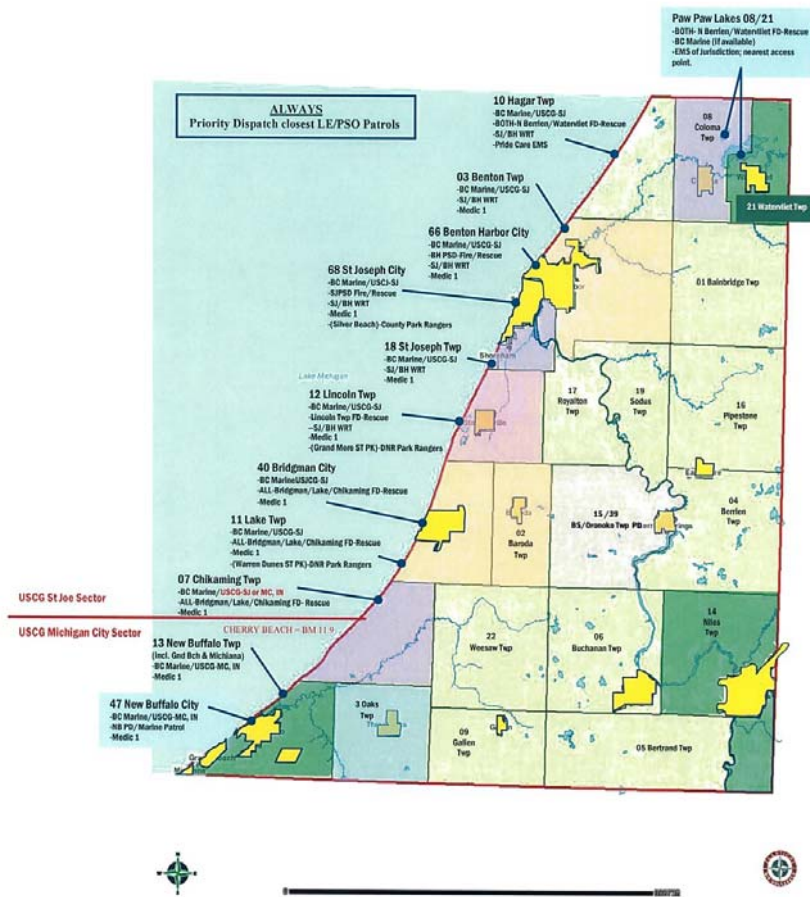 Paw Paw Lakes 08/21
-BOTH- N Berrien/Watervliet FD-Rescue
-BC Marine (if available)
-EMS of Jurisdiction; nearest access
point.
ALWAYS
Priority Dispatch closest LE/PSO Patrols
10 Hagar Twp
-BC Marine/USCG-SJ
-BOTH-N Berrien/Watervliet FD-Rescue
-SJ/BH WRT
-Pride Care EMS
08
Coloma
Twp
21 Watervliet Twp
03 Benton Twp
-BC Marine/USCG-SJ
-SJ/BH WRT
-Medic 1
66 Benton Harbor City
-BC Marine/USCG-SJ
-BH PSD-Fire/Rescue
-SJ/BH WRT
-Medic 1
01 Bainbridge Twp
68 St Joseph City
-BC Marine/USCJ-SJ
-SJPSD Fire/Rescue
-SJ/BH WRT
-Medic 1
-(Silver Beach)-County Park Rangers
18 St Joseph Twp
-BC Marine/USCG-SJ
-SJ/BH WRT
-Medic 1
Lake Michigan
12 Lincoln Twp
-BC Marine/USCG-SJ
-Lincoln Twp FD-Rescue
--SJ/BH WRT
-Medic 1
-(Grand Mere ST PK)-DNR Park Rangers
17
Royalton
Twp
19
Sodus
Twp
16
Pipestone
Twp
40 Bridgman City
-BC MarineUSJCG-SJ
-ALL-Bridgman/Lake/Chikaming FD-Rescue
-Medic 1
02
Baroda
Twp
15/39
BS/Oronoko Twp PD
04
Berrien
Twp
11 Lake Twp
-BC Marine/USCG-SJ
-ALL-Bridgman/Lake/Chikaming FD-Rescue
-Medic 1
-(Warren Dunes ST PK)-DNR Park Rangers
07 Chikaming Twp
-BC Marine/USCG-SJ or MC, IN
-ALL-Bridgman/Lake/Chikaming FD- Rescue
-Medic 1
USCG St Joe Sector
USCG Michigan City Sector
CHERRY BEACH = BM 11.9
13 New Buffalo Twp
(incl. Gnd Bch & Michiana)
-BC Marine/USCG-MC, IN
-Medic 1
22
Weesaw Twp
06
Buchanan Twp
14
Niles
Twp
47 New Buffalo City
-BC Marine/USCG-MC, IN
-NB PD/Marine Patrol
-Medic 1
3 Oaks
Twp
09
Galien
Twp
05 Bertrand Twp